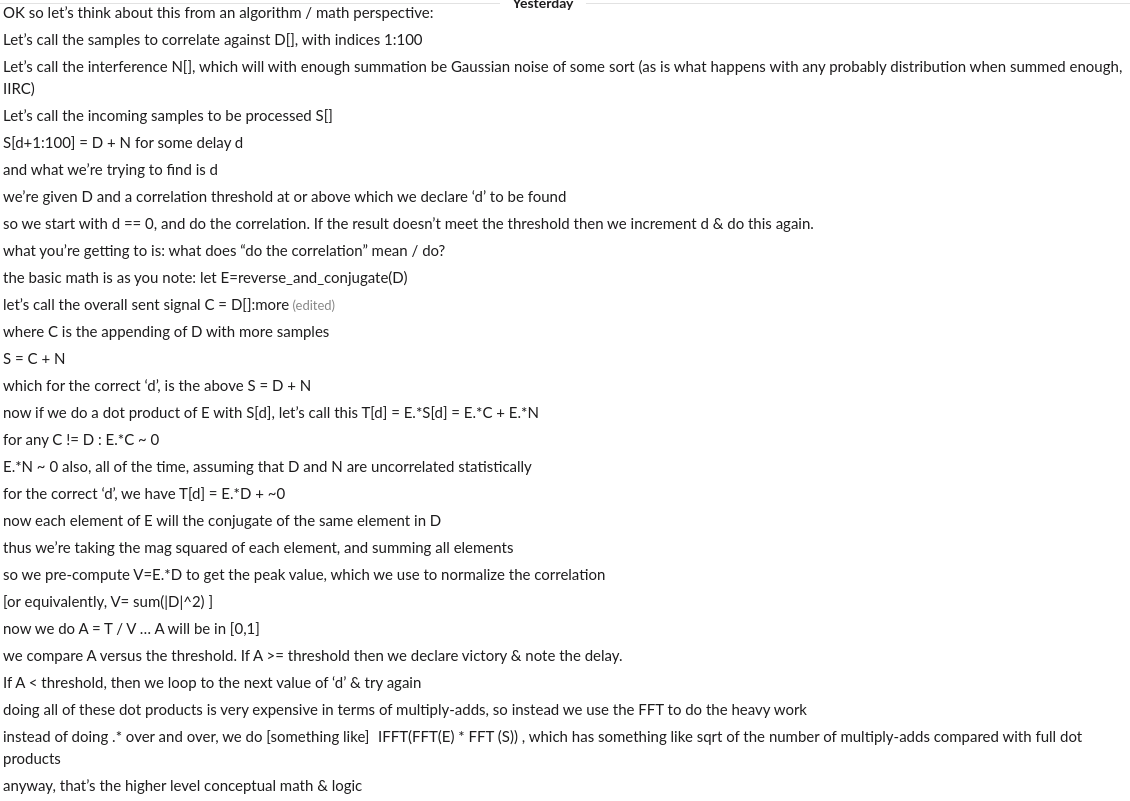 Yesterday
OK so let's think about this from an algorithm / math perspective:
Let's call the samples to correlate against D[], with indices 1:100
Let's call the interference N[], which will with enough summation be Gaussian noise of some sort (as is what happens with any probably distribution when summed enough,
IIRC)
Let's call the incoming samples to be processed S[]
S[d+1:100] = D + N for some delay d
and what we're trying to find is d
we're given D and a correlation threshold at or above which we declare 'd' to be found
so we start with d == 0, and do the correlation. If the result doesn't meet the threshold then we increment d & do this again.
what you're getting to is: what does "do the correlation" mean / do?
the basic math is as you note: let E=reverse_and_conjugate(D)
let's call the overall sent signal C = D[]:more (edited)
where C is the appending of D with more samples
S = C + N
which for the correct 'd', is the above S = D + N
now if we do a dot product of E with S[d], let's call this T[d] = E.*S[d] = E.*C + E.*N
for any C != D : E.*C ~ 0
E.*N ~ 0 also, all of the time, assuming that D and N are uncorrelated statistically
for the correct 'd', we have T[d] = E.*D + ~0
now each element of E will the conjugate of the same element in D
thus we're taking the mag squared of each element, and summing all elements
so we pre-compute V=E.*D to get the peak value, which we use to normalize the correlation
[or equivalently, V= sum(|D|^2) ]
now we do A = T / V ... A will be in [0,1]
we compare A versus the threshold. If A >= threshold then we declare victory & note the delay.
If A < threshold, then we loop to the next value of 'd' & try again
doing all of these dot products is very expensive in terms of multiply-adds, so instead we use the FFT to do the heavy work
instead of doing .* over and over, we do [something like]  IFFT(FFT(E) * FFT (S)) , which has something like sqrt of the number of multiply-adds compared with full dot
products
anyway, that's the higher level conceptual math & logic